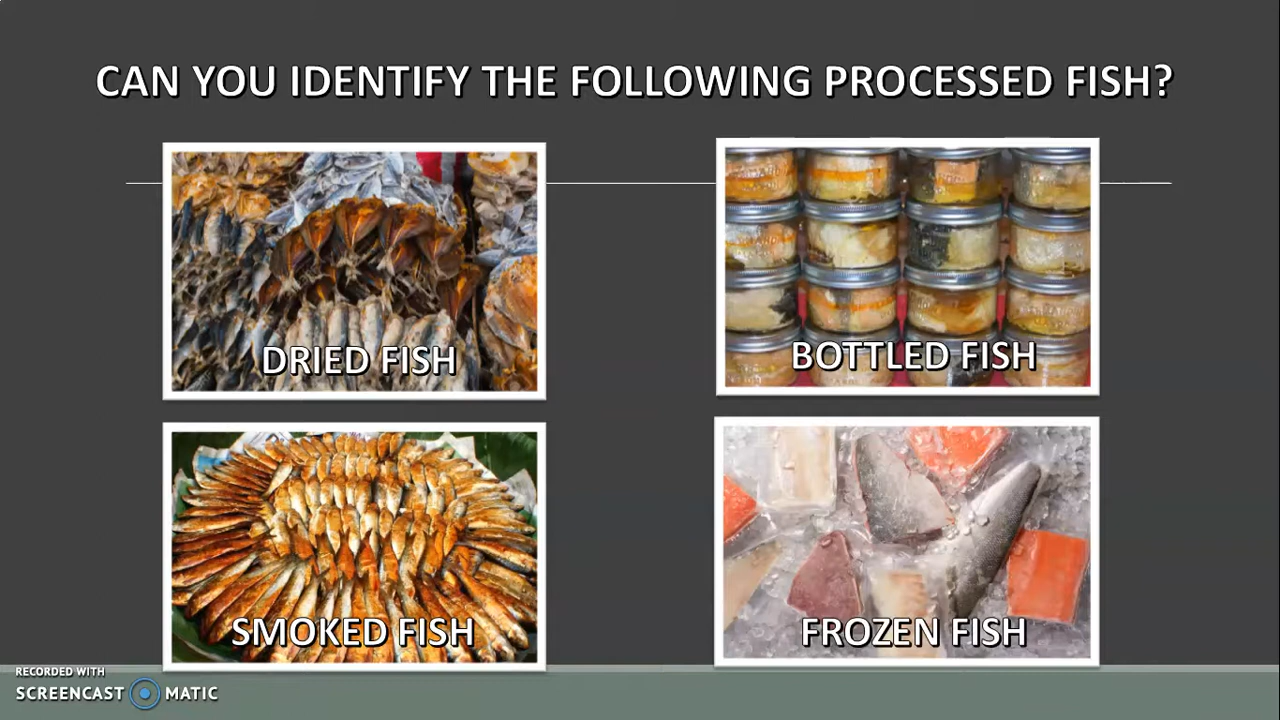 CAN YOU IDENTIFY THE FOLLOWING PROCESSED FISH?
DRIED FISH
BOTTLED FISH
SMOKED FISH
FROZEN FISH
RECORDED WITH
SCREENCAST MATIC